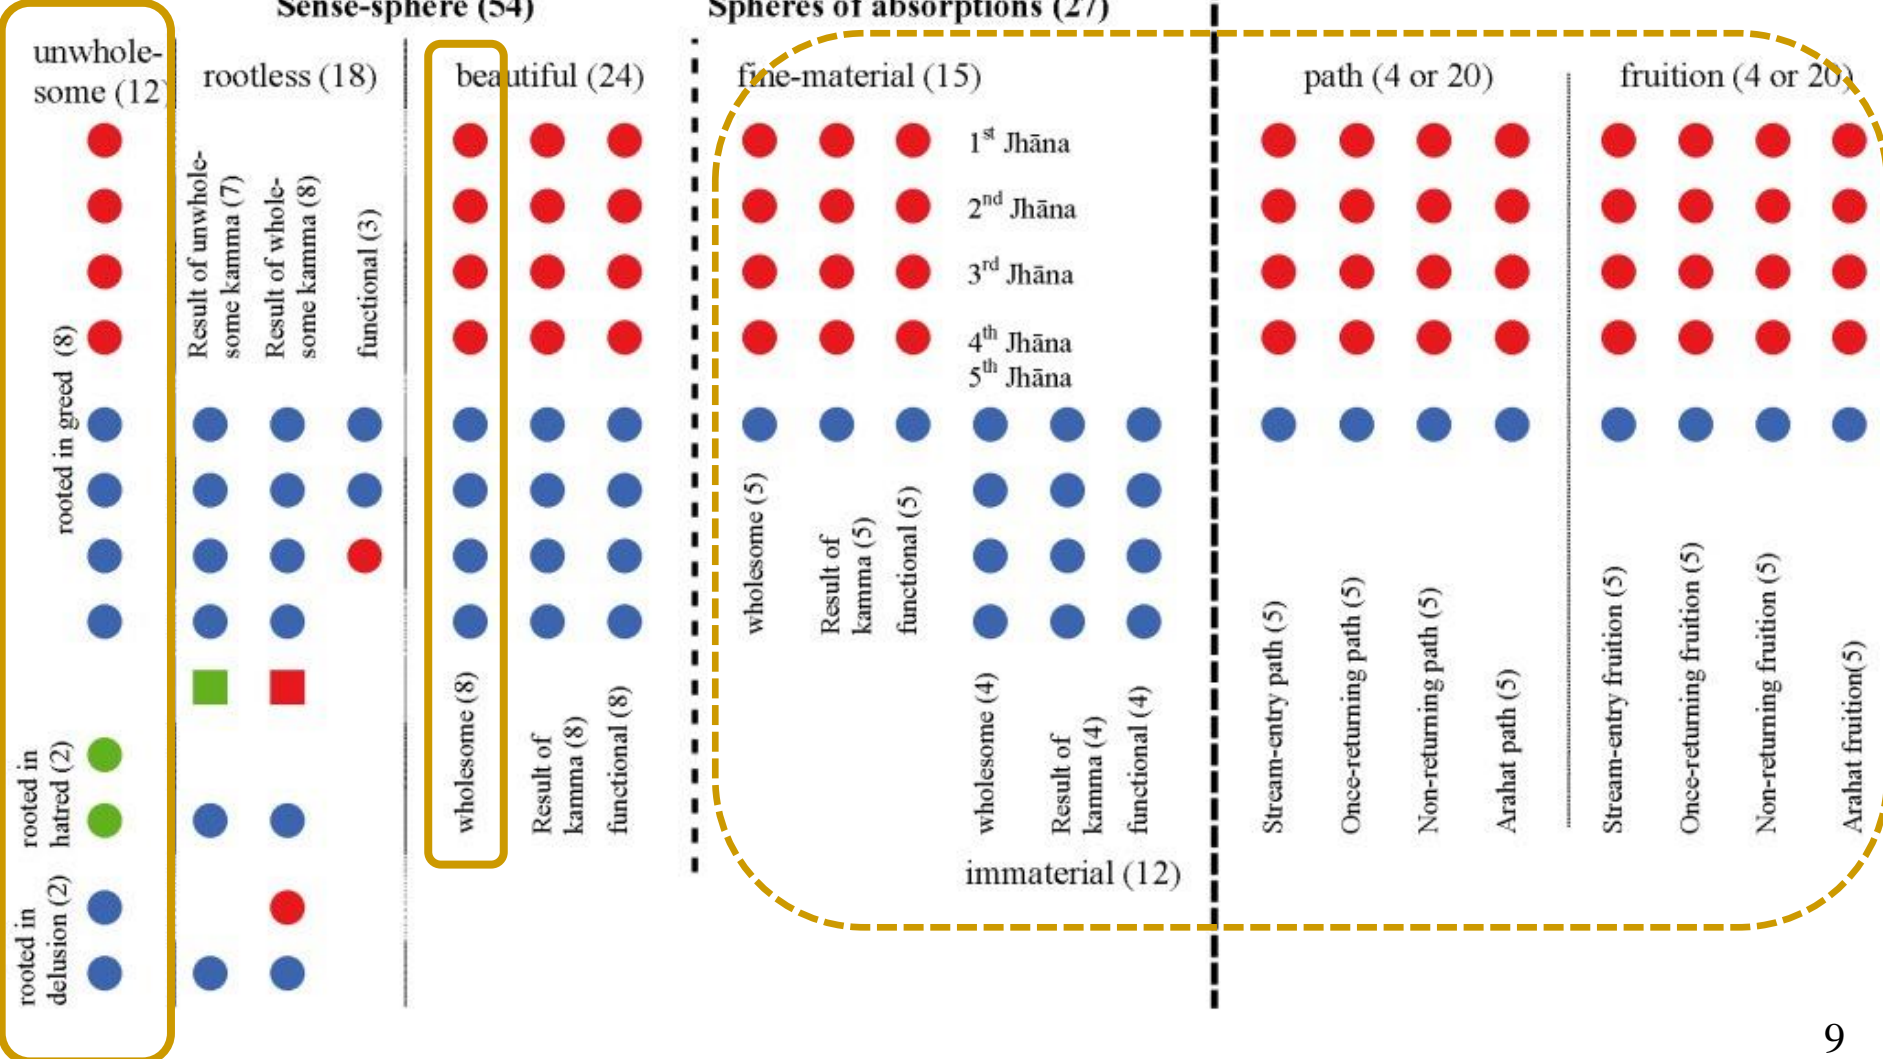 Sense-sphere (54)
Spheres of absorptions (27)
unwhole-
some (12)
rootless (18)
beautiful (24)
fine-material (15)
path (4 or 20)
fruition (4 or 20)
rooted in greed (8)
rooted in
hatred (2)
rooted in
delusion (2)
Result of unwhole-
some kamma (7)
Result of whole-
some kamma (8)
functional (3)
wholesome (8)
Result of
kamma (8)
functional (8)
1st Jhāna
2nd Jhāna
3rd Jhāna
4th Jhāna
5th Jhāna
wholesome (5)
Result of
kamma (5)
functional (5)
wholesome (4)
Result of
kamma (4)
functional (4)
immaterial (12)
Stream-entry path (5)
Once-returning path (5)
Non-returning path (5)
Arahat path (5)
Stream-entry fruition (5)
Once-returning fruition (5)
Non-returning fruition (5)
Arahat fruition(5)
9